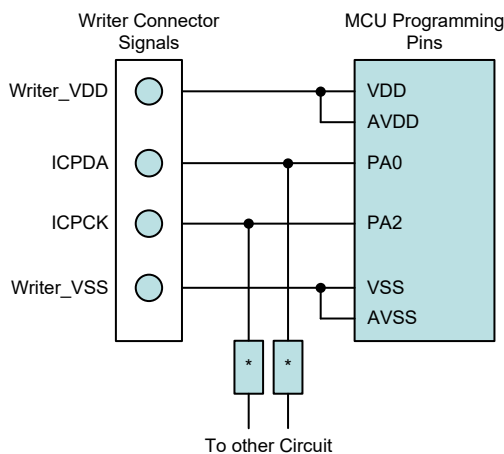 Writer Connector
Signals
MCU Programming
Pins
Writer_VDD
VDD
AVDD
ICPDA
PA0
ICPCK
PA2
Writer_VSS
VSS
AVSS
* *
To other Circuit